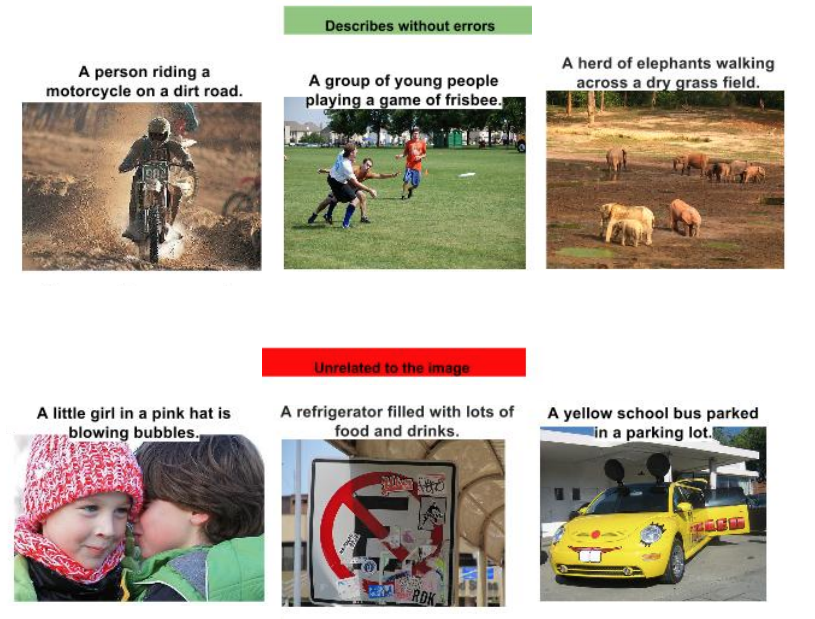 Describes without errors
A person riding a
motorcycle on a dirt road.
A group of young people
playing a game of frisbee.
A herd of elephants walking
across a dry grass field.
Unrelated to the image
A little girl in a pink hat is
blowing bubbles.
A refrigerator filled with lots of
food and drinks.
RDK
A yellow school bus parked
in a parking lot.